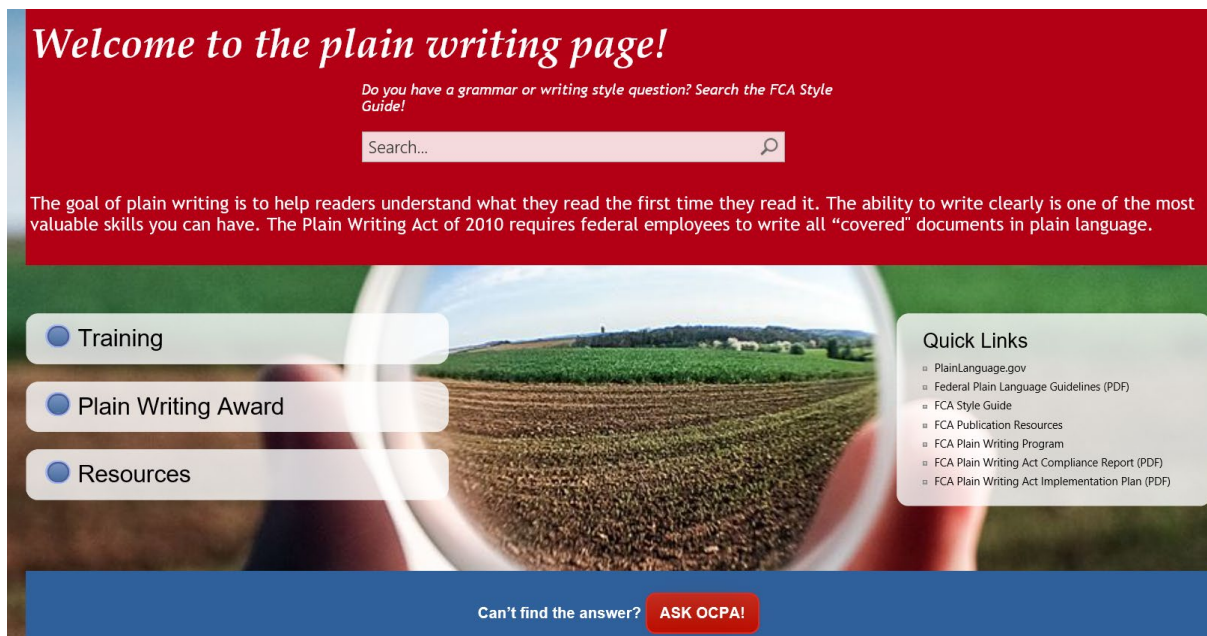 Welcome to the plain writing page!
Do you have a grammar or writing style question? Search the FCA Style
Guide!
Search...
The goal of plain writing is to help readers understand what they read the first time they read it. The ability to write clearly is one of the most
valuable skills you can have. The Plain Writing Act of 2010 requires federal employees to write all “covered" documents in plain language.
Training
Plain Writing Award
Resources
Quick Links
PlainLanguage.gov
Federal Plain Language Guidelines (PDF)
FCA Style Guide
FCA Publication Resources
FCA Plain Writing Program
FCA Plain Writing Act Compliance Report (PDF)
FCA Plain Writing Act Implementation Plan (PDF)
Can’t find the answer? ASK OCPA!